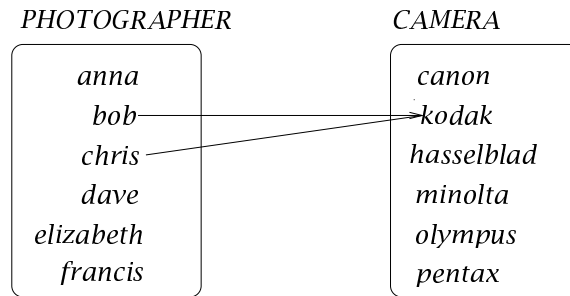 PHOTOGRAPHER CAMERA
anna canon
bob kodak
chris hasselblad
dave minolta
elizabeth olympus
francis pentax